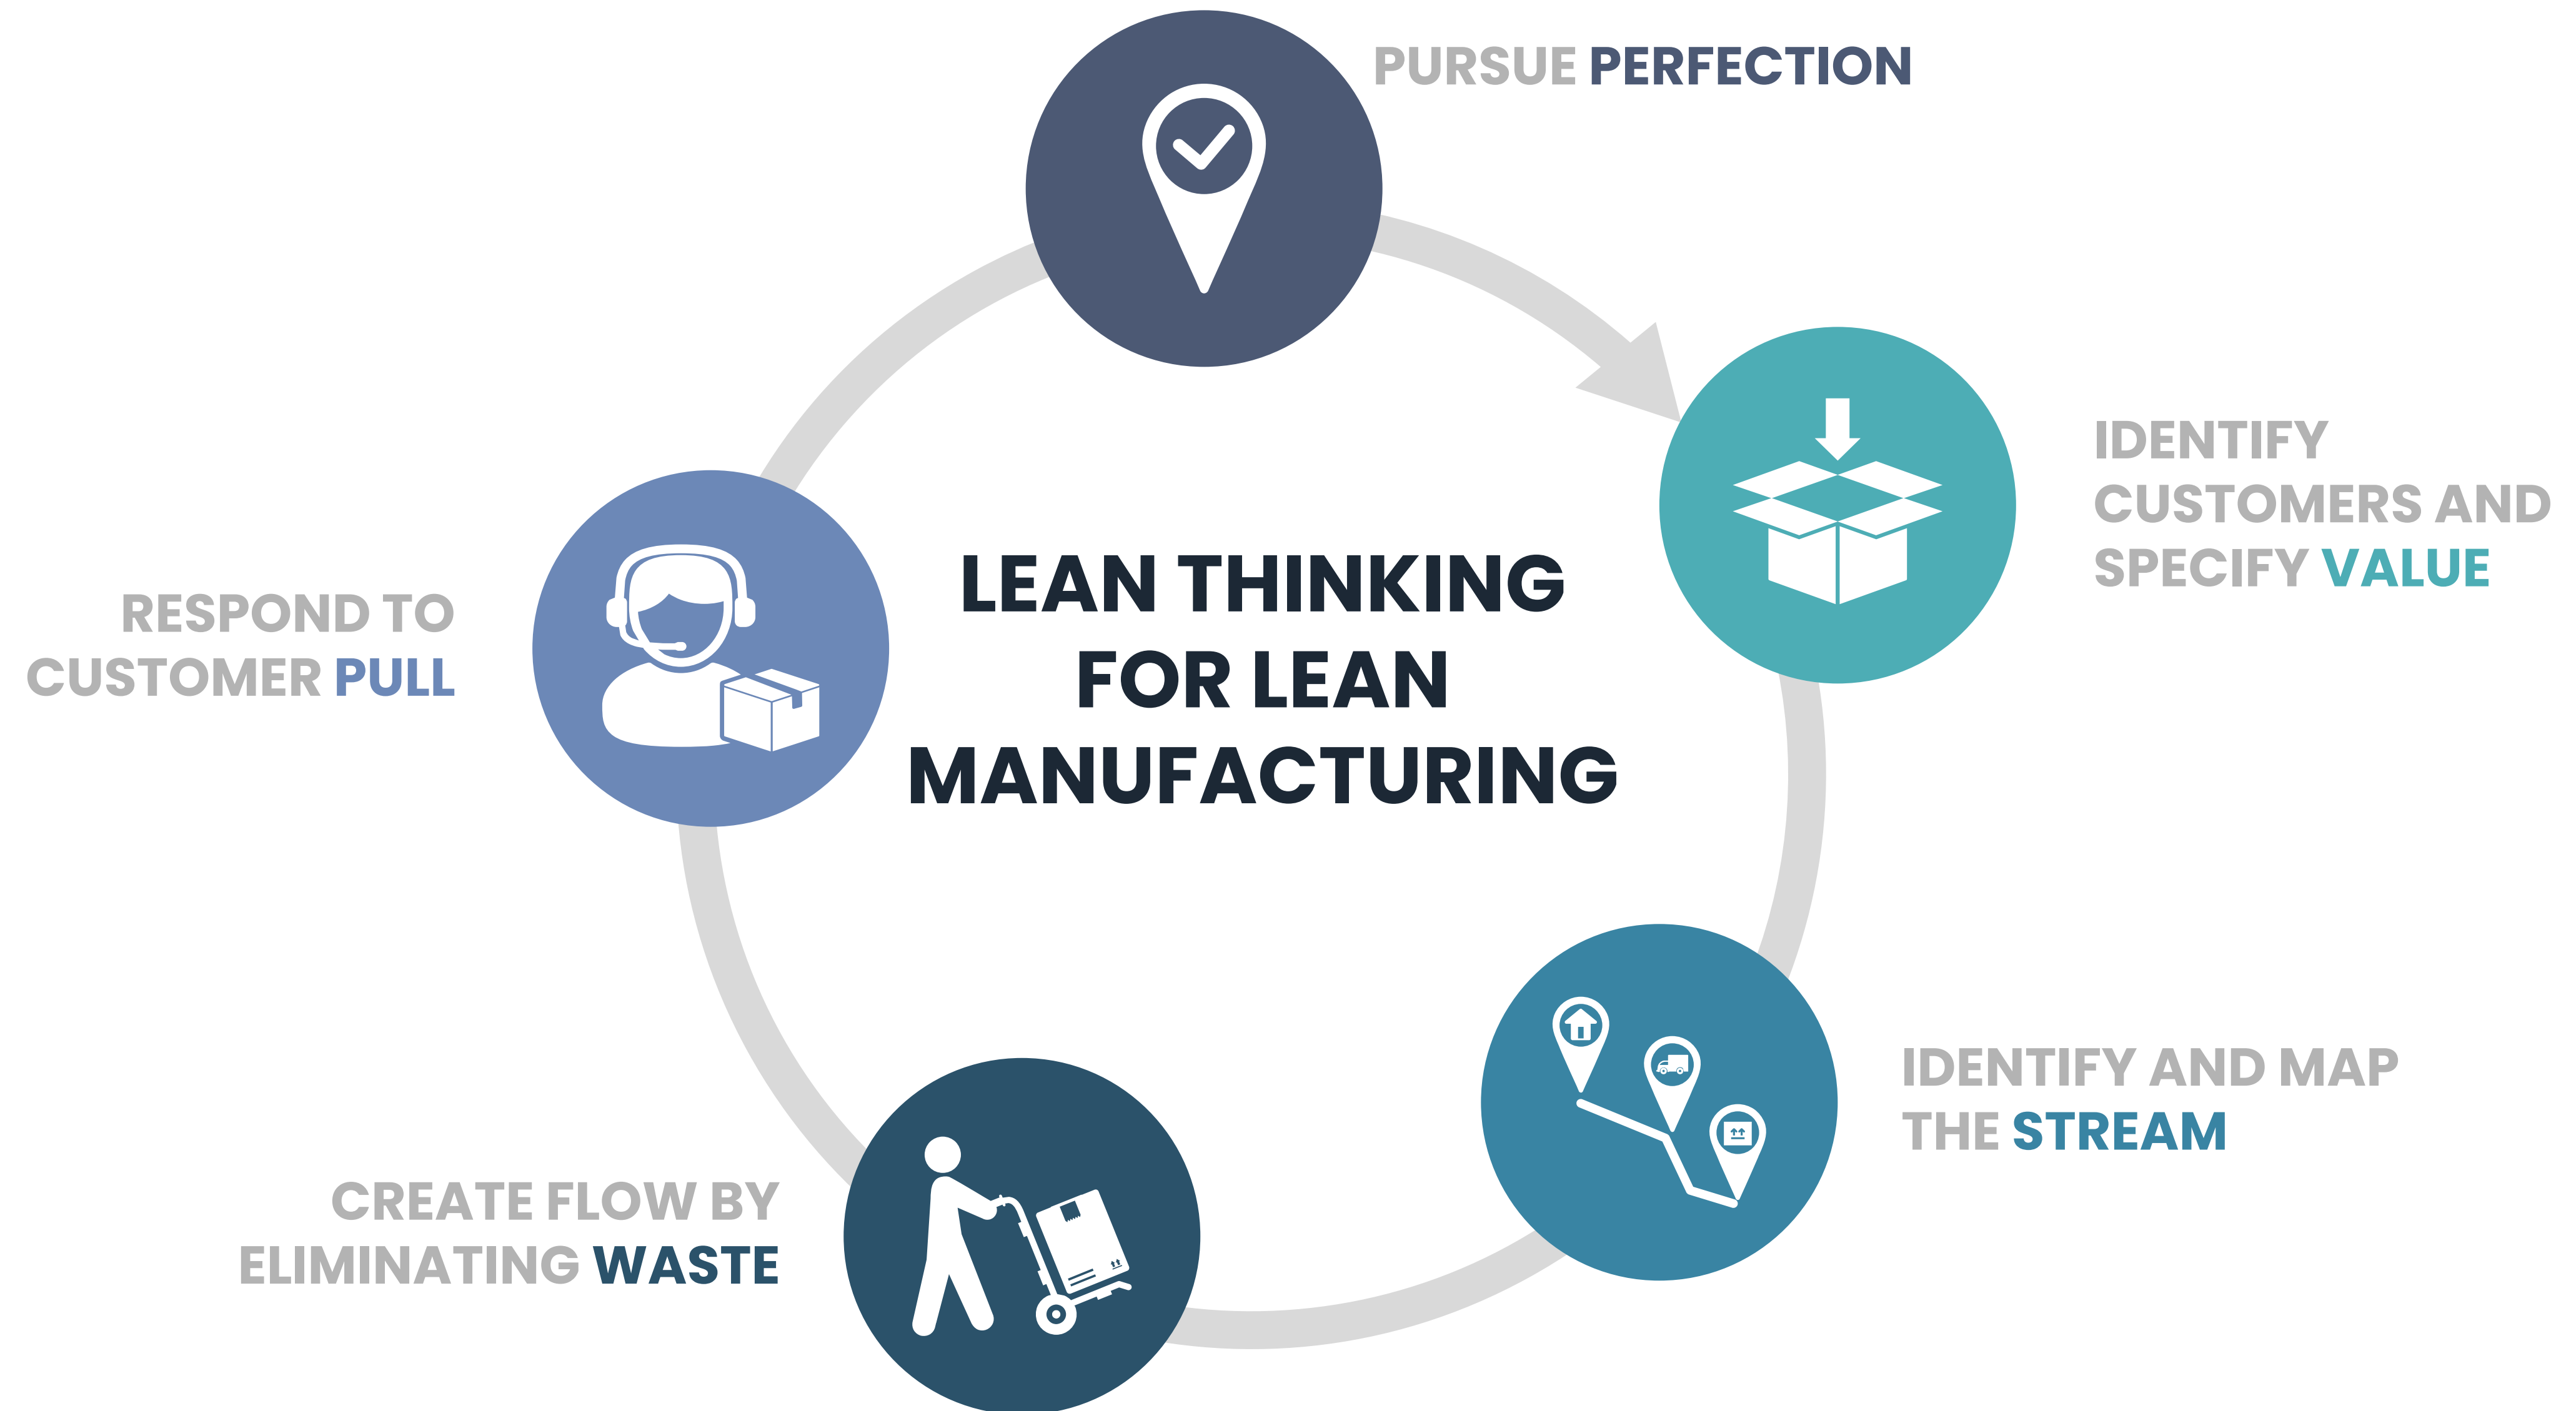 PURSUE PERFECTION
IDENTIFY
CUSTOMERS AND
SPECIFY VALUE
LEAN THINKING
FOR LEAN
MANUFACTURING
RESPOND TO
CUSTOMER PULL
IDENTIFY AND MAP
THE STREAM
CREATE FLOW BY
ELIMINATING WASTE